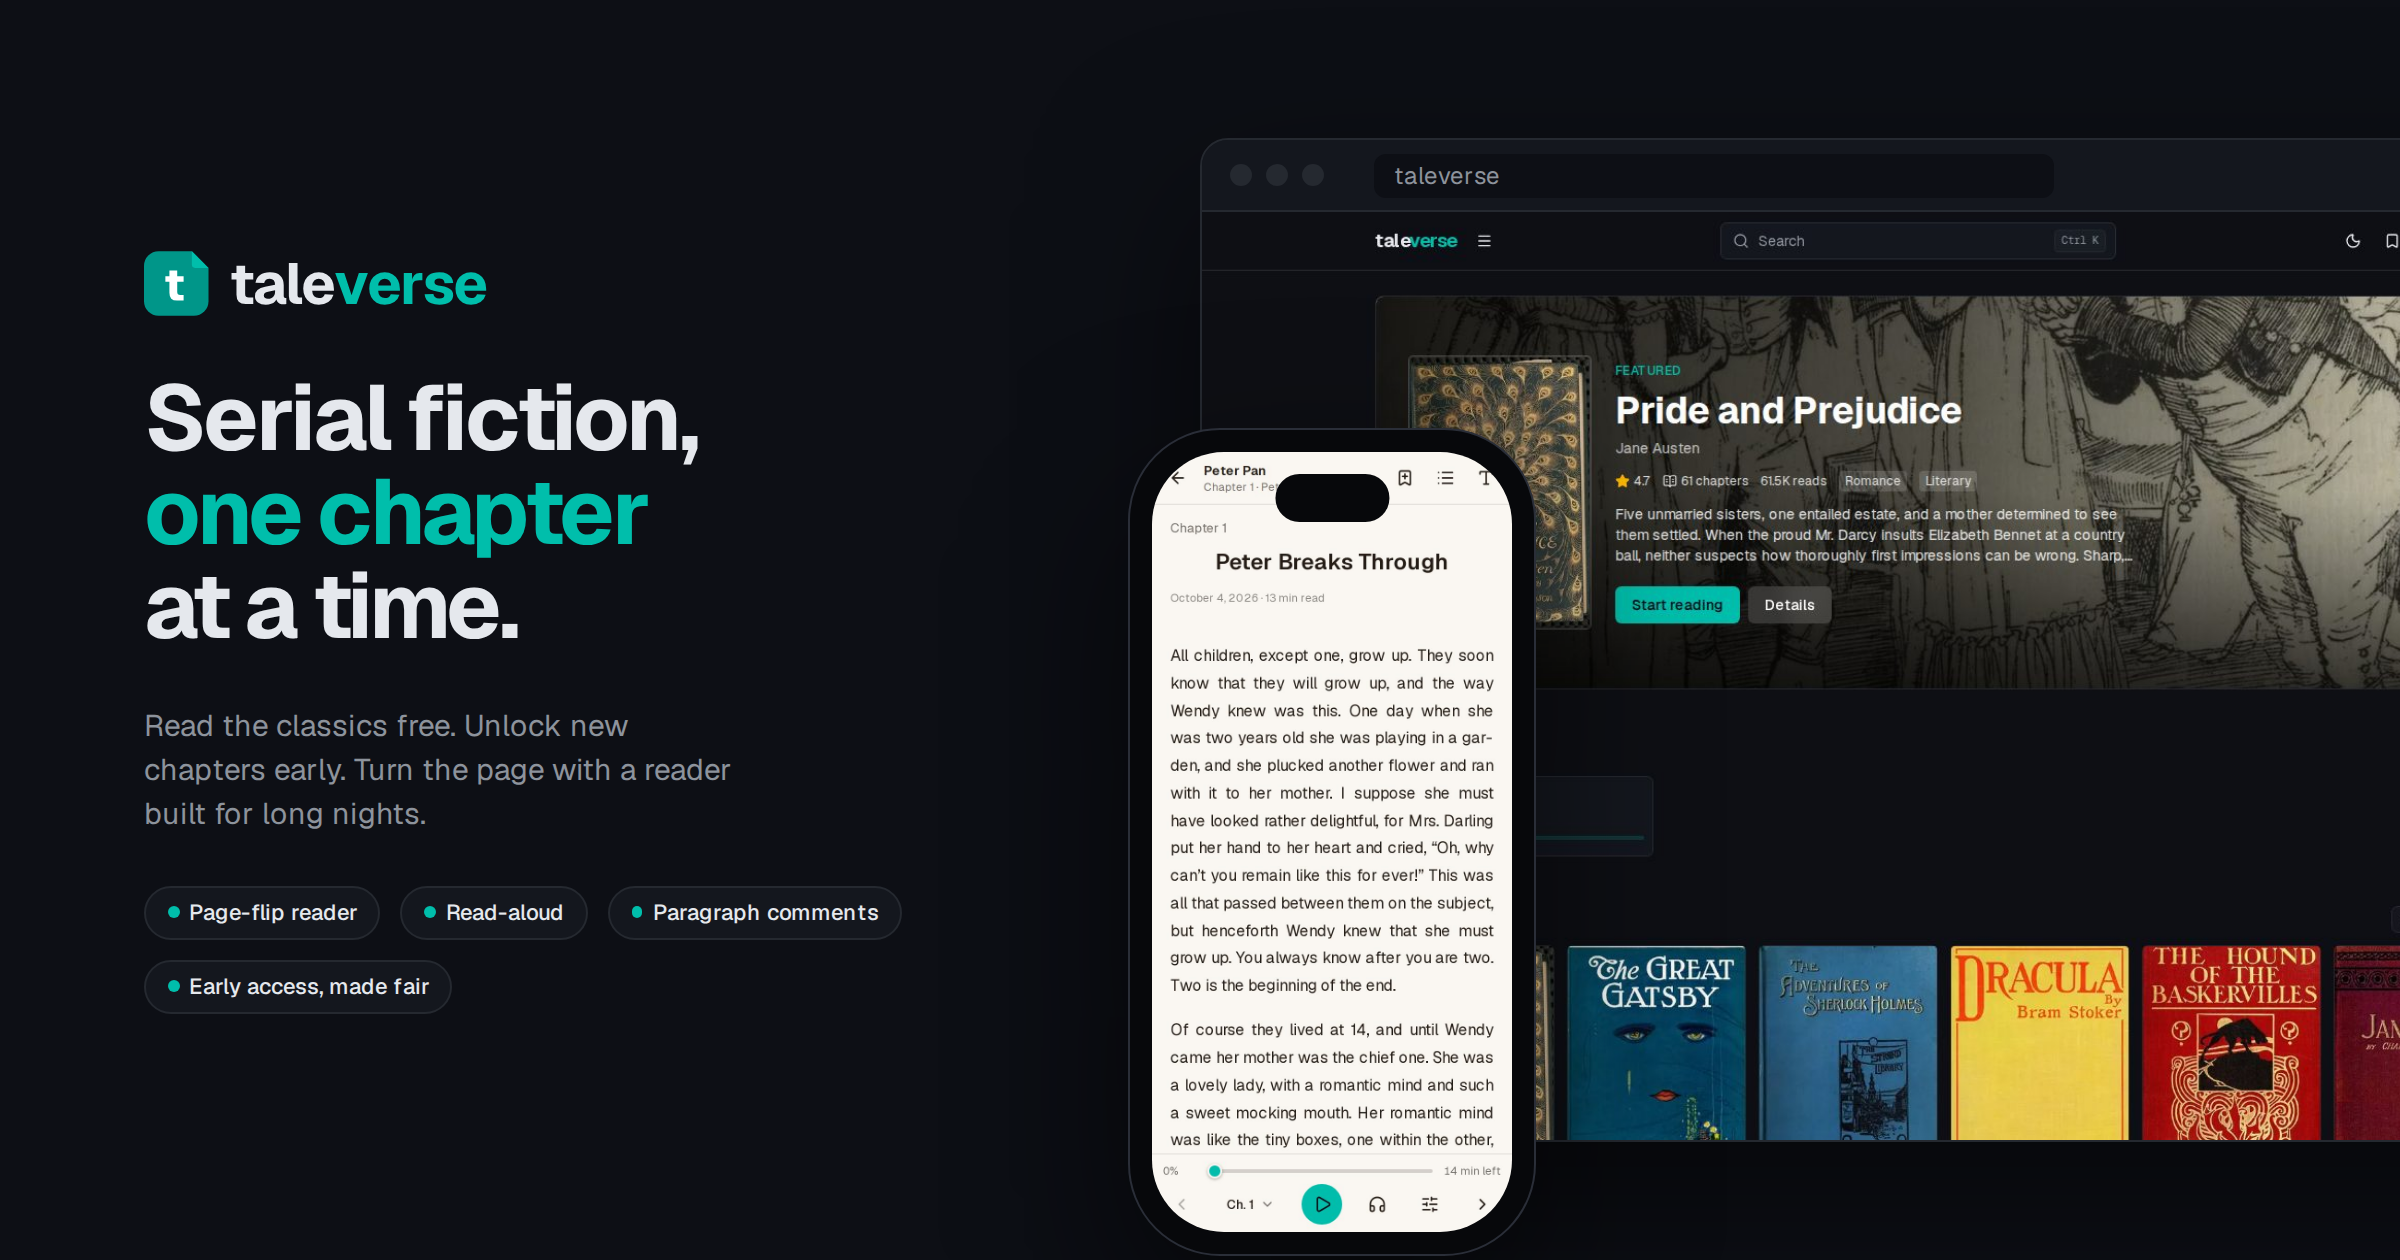 t taleverse
Serial fiction,
one chapter
at a time.
Read the classics free. Unlock new
chapters early. Turn the page with a reader
built for long nights.
Page-flip reader
Read-aloud
Paragraph comments
Early access, made fair
taleverse
taleverse
Search
Ctrl K
FEATURED
Pride and Prejudice
Jane Austen
4.7 61 chapters 61.5K reads Romance Literary
Five unmarried sisters, one entailed estate, and a mother determined to see
them settled. When the proud Mr. Darcy insults Elizabeth Bennet at a country
ball, neither suspects how thoroughly first impressions can be wrong. Sharp,...
Start reading
Details
Peter Pan
Chapter 1 · Pet
Chapter 1
Peter Breaks Through
October 4, 2026 · 13 min read
All children, except one, grow up. They soon
know that they will grow up, and the way
Wendy knew was this. One day when she
was two years old she was playing in a gar-
den, and she plucked another flower and ran
with it to her mother. I suppose she must
have looked rather delightful, for Mrs. Darling
put her hand to her heart and cried, “Oh, why
can’t you remain like this for ever!” This was
all that passed between them on the subject,
but henceforth Wendy knew that she must
grow up. You always know after you are two.
Two is the beginning of the end.
Of course they lived at 14, and until Wendy
came her mother was the chief one. She was
a lovely lady, with a romantic mind and such
a sweet mocking mouth. Her romantic mind
was like the tiny boxes, one within the other,
0%
14 min left
Ch. 1
The GREAT
GATSBY
THE
ADVENTURES OF
SHERLOCK HOLMES
DRACULA
By
Bram Stoker
THE HOUND
OF THE
BASKERVILLES
JAN
BY CHA